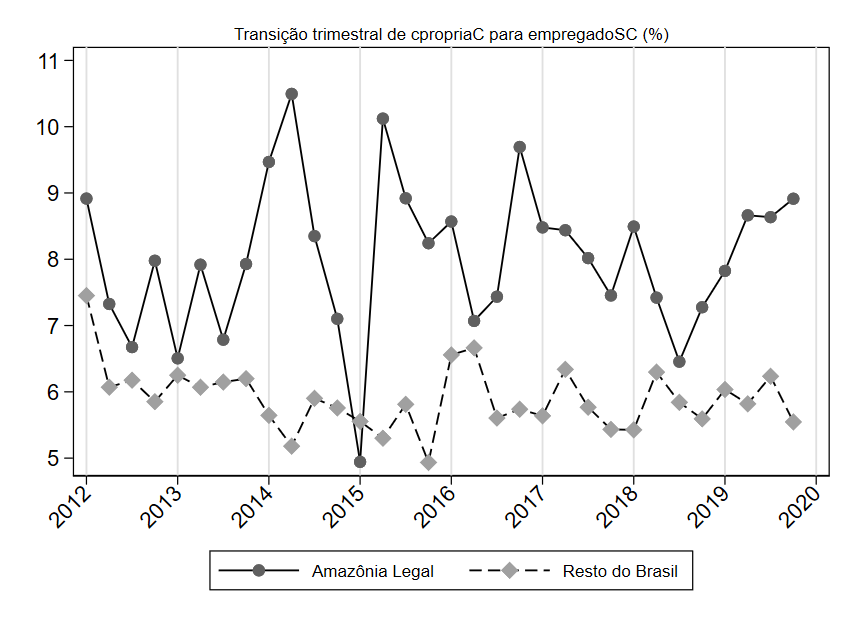 Transição trimestral de cpropriaC para empregadoSC (%)
11
10
9
8
7
6
5
2012 2013 2014 2015 2016 2017 2018 2019 2020
Amazônia Legal Resto do Brasil